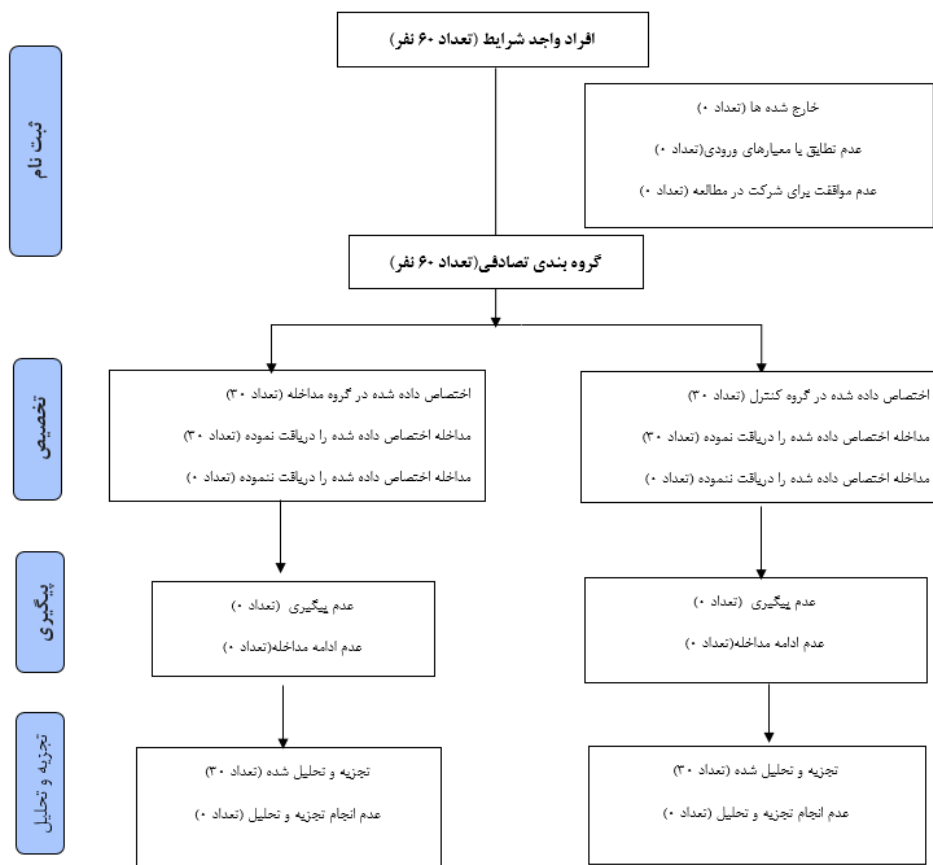 افراد واجد شرایط (تعداد ۶۰ نفر)
ثبت نام
خارج شده ها (تعداد ۰)
عدم تطابق با معیارهای ورودی(تعداد ۰)
عدم موافقت برای شرکت در مطالعه (تعداد ۰)
گروه بندی تصادفی(تعداد ۶۰ نفر)
تخصیص
اختصاص داده شده در گروه کنترل (تعداد ۳۰)
مداخله اختصاص داده شده را دریافت نموده (تعداد ۳۰)
مداخله اختصاص داده شده را دریافت ننموده (تعداد ۰)
اختصاص داده شده در گروه مداخله (تعداد ۳۰)
مداخله اختصاص داده شده را دریافت نموده (تعداد ۳۰)
مداخله اختصاص داده شده را دریافت ننموده (تعداد ۰)
پیگیری
عدم پیگیری (تعداد ۰)
عدم ادامه مداخله(تعداد ۰)
عدم پیگیری (تعداد ۰)
عدم ادامه مداخله(تعداد ۰)
تجزیه و تحلیل
تجزیه و تحلیل شده (تعداد ۳۰)
عدم انجام تجزیه و تحلیل (تعداد ۰)
تجزیه و تحلیل شده (تعداد ۳۰)
عدم انجام تجزیه و تحلیل (تعداد ۰)